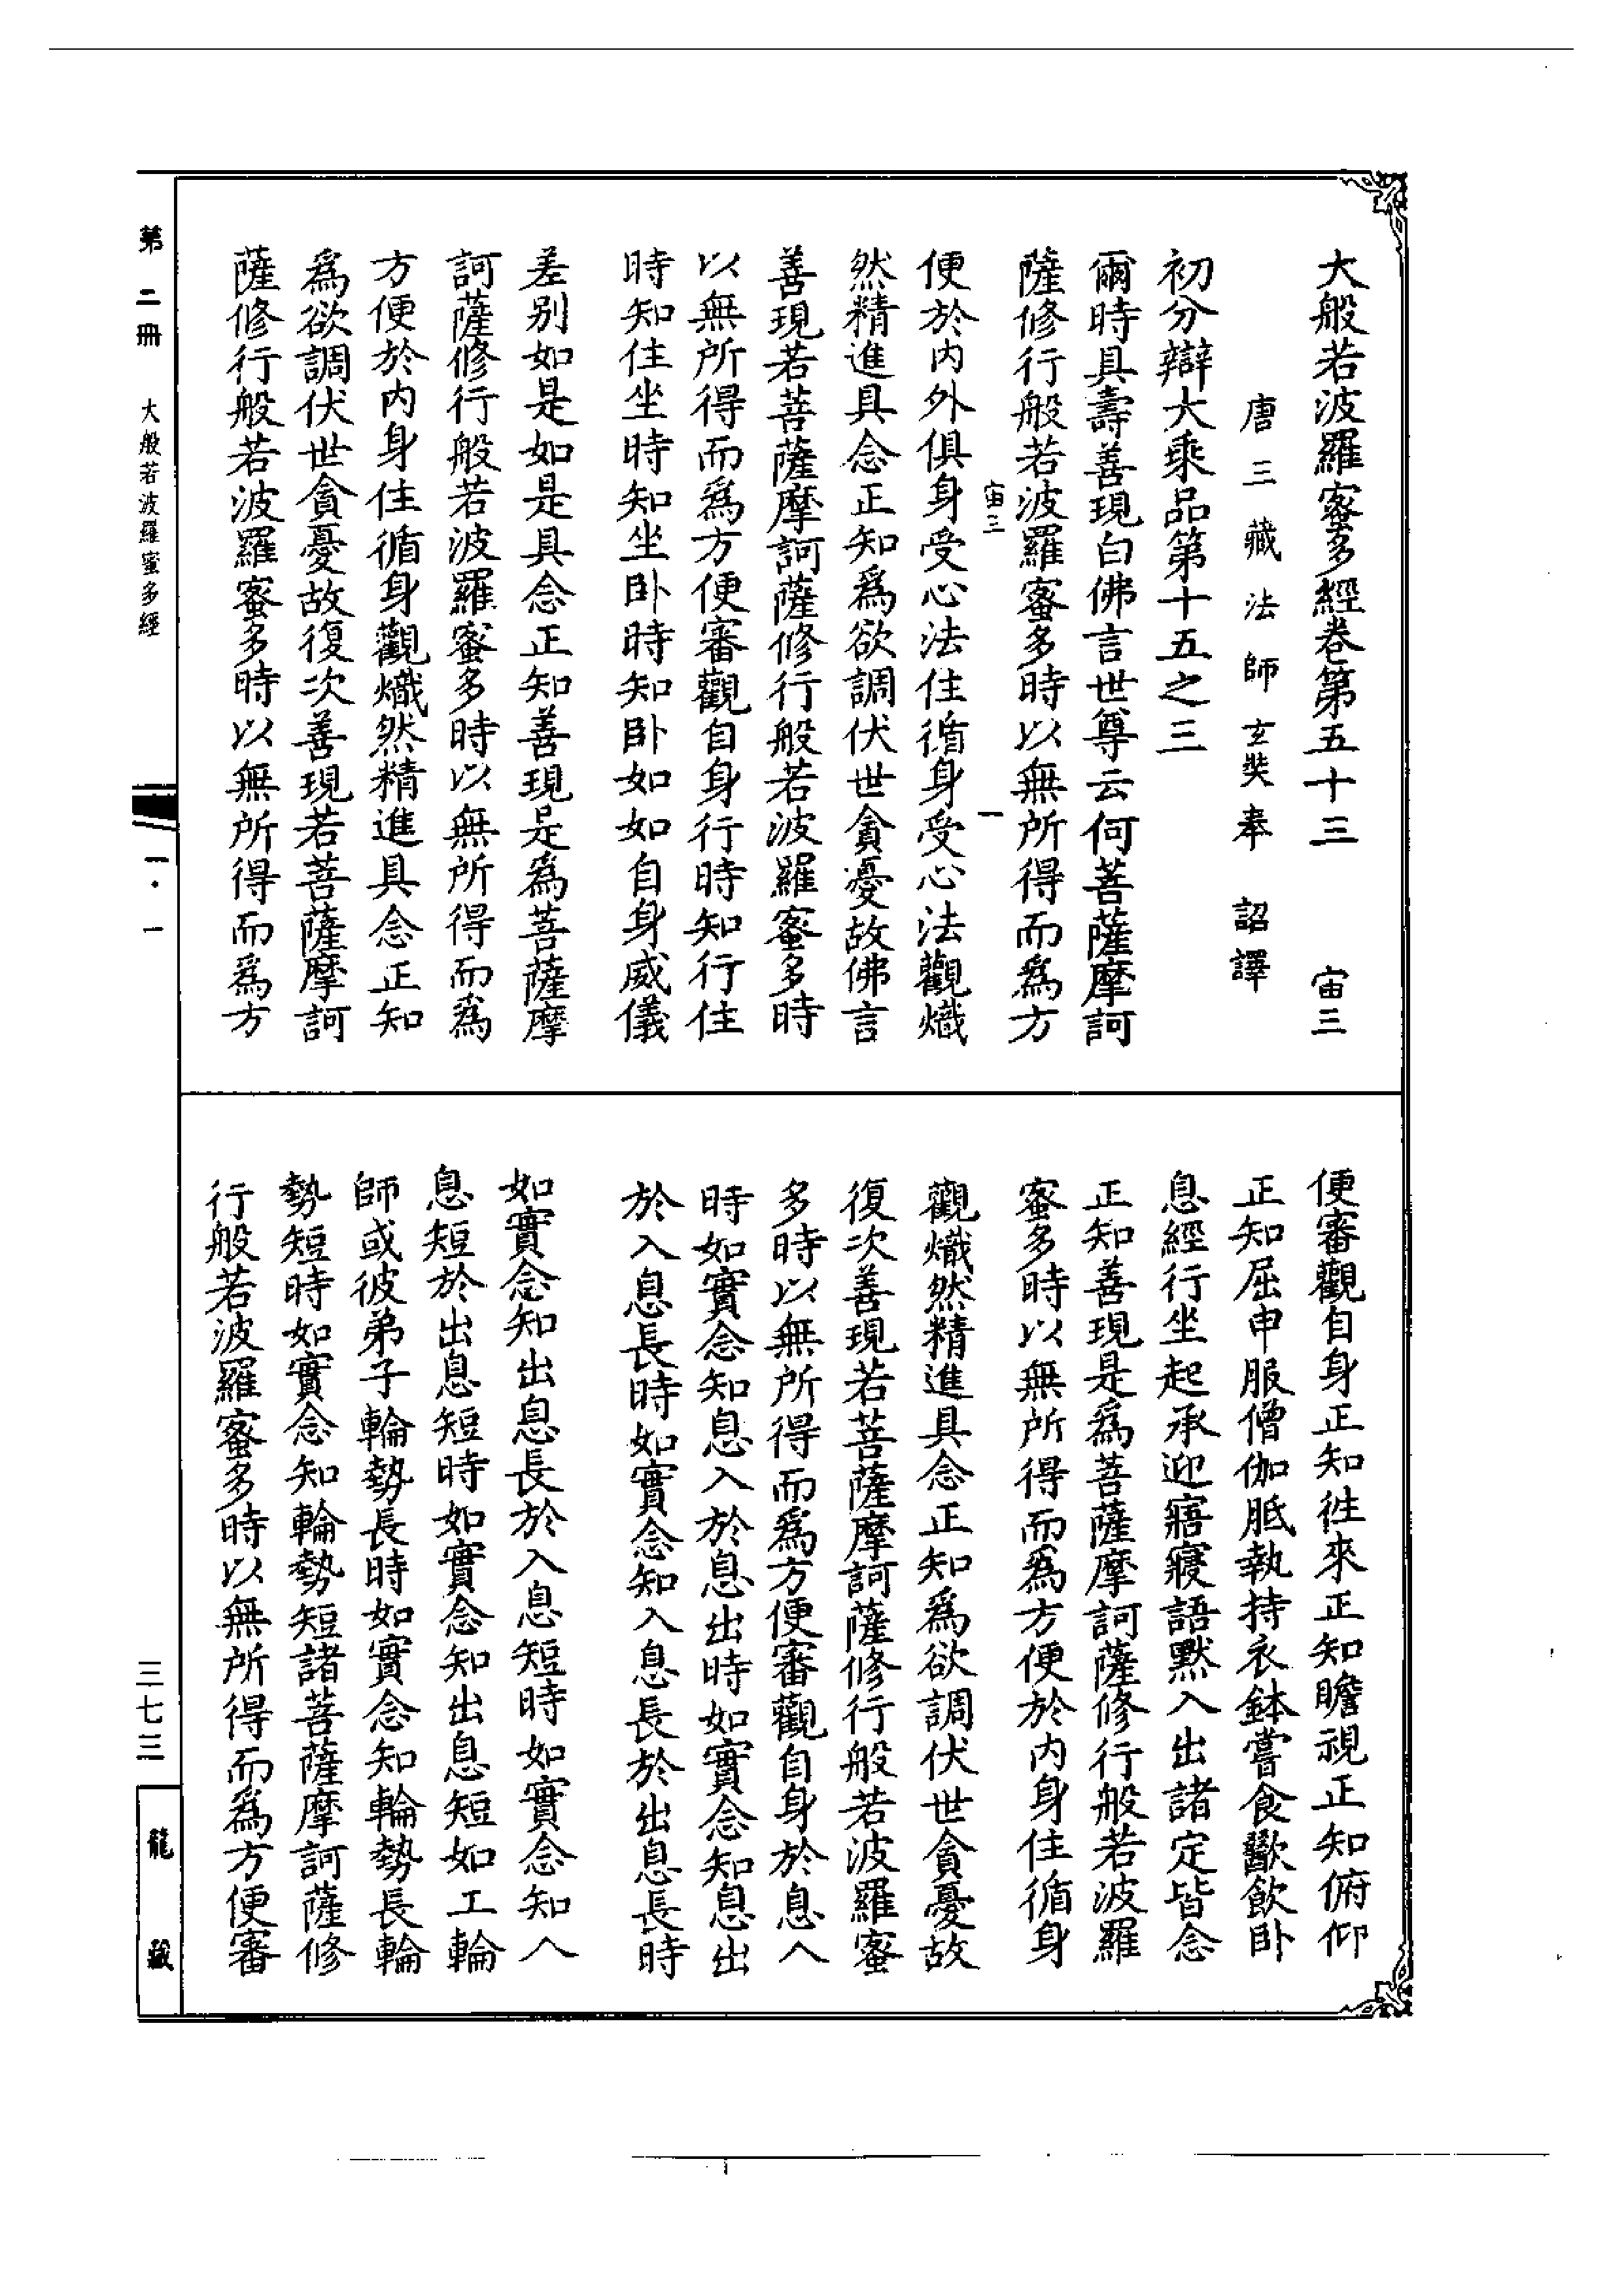 大般若波羅蜜多經卷第五十三　宙三
唐三藏法師玄奘奉　詔譯
初分辯大乘品第十五之三
爾時具壽善現白佛言世尊云何菩薩摩訶
薩修行般若波羅蜜多時以無所得而爲方
宙三　一
便於內外俱身受心法住循身受心法觀熾
然精進具念正知爲欲調伏世貪憂故佛言
善現若菩薩摩訶薩修行般若波羅蜜多時
以無所得而爲方便審觀自身行時知行住
時知住坐時知坐臥時知臥如如自身威儀
差別如是如是具念正知善現是爲菩薩摩
訶薩修行般若波羅蜜多時以無所得而爲
方便於內身住循身觀熾然精進具念正知
爲欲調伏世貪憂故復次善現若菩薩摩訶
薩修行般若波羅蜜多時以無所得而爲方
便審觀自身正知往來正知瞻視正知俯仰
正知屈申服僧伽胝執持衣鉢嘗食歠飲臥
息經行坐起承迎寤寢語默入出諸定皆念
正知善現是爲菩薩摩訶薩修行般若波羅
蜜多時以無所得而爲方便於內身住循身
觀熾然精進具念正知爲欲調伏世貪憂故
復次善現若菩薩摩訶薩修行般若波羅蜜
多時以無所得而爲方便審觀自身於息入
時如實念知息入於息出時如實念知息出
於入息長時如實念知入息長於出息長時
如實念知出息長於入息短時如實念知入
息短於出息短時如實念知出息短如工輪
師或彼弟子輪勢長時如實念知輪勢長輪
勢短時如實念知輪勢短諸菩薩摩訶薩修
行般若波羅蜜多時以無所得而爲方便審
第二冊　大般若波羅蜜多經
一·一
三七三
龍藏